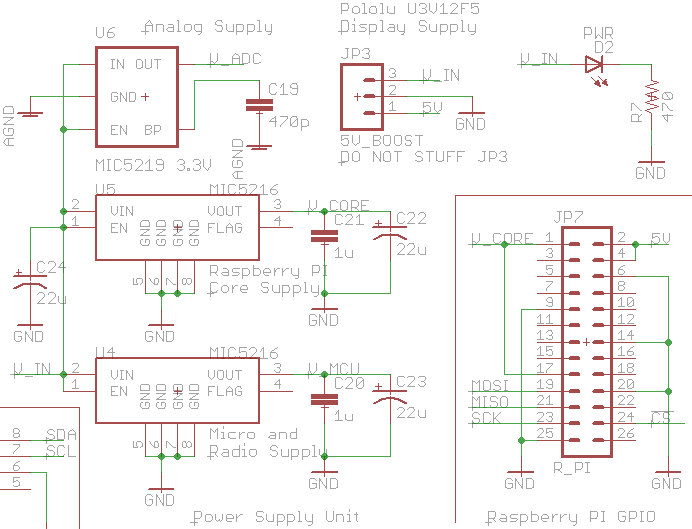 Analog Supply
U6
IN OUT
GND
EN BP
V_ADC
AGND
C19
470p
AGND
MIC5219 3.3V
Pololu U3V12F5
Display Supply
JP3
3
2
1
V_IN
5V
GND
5V_BOOST
DO NOT STUFF JP3
PWR
D2
V_IN
R7
470
GND
U5
MIC5216
2
1
VIN
EN
GND
GND
GND
GND
VOUT
FLAG
3
4
V_CORE
C21
1u
C22
22u
5
6
7
8
Raspberry PI
Core Supply
C24
22u
GND
GND
GND
U4
MIC5216
V_IN
2
1
VIN
EN
GND
GND
GND
GND
VOUT
FLAG
3
4
V_MCU
C20
1u
C23
22u
5
6
7
8
Micro and
Radio Supply
GND
GND
Power Supply Unit
8 SDA
7 SCL
6
5
JP7
V_CORE 1 2 5V
3 4
5 6
7 8
9 10
11 12
13 14
15 16
17 18
MOSI 19 20
MISO 21 22
SCK 23 24 CS
25 26
GND
R_PI
GND
Raspberry PI GPIO